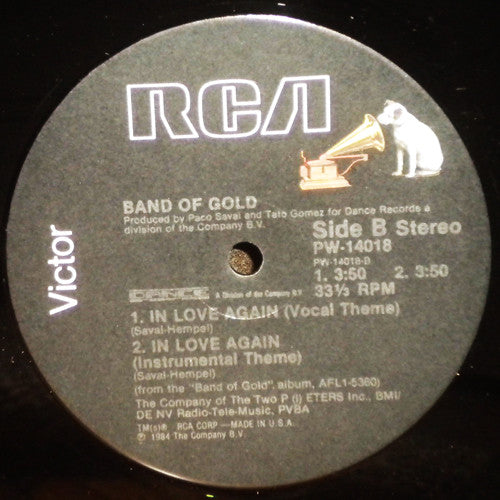 RCA
Victor
BAND OF GOLD
Produced by Paco Saval and Tato Gomez for Dance Records a
division of the Company B.V.
Side B Stereo
PW-14018
PW-14018-B
1. 3:50 2. 3:50
33⅓ RPM
DANCE A Division of the Company B.V.
1. IN LOVE AGAIN (Vocal Theme)
(Saval-Hempel)
2. IN LOVE AGAIN
(Instrumental Theme)
(Saval-Hempel)
(from the "Band of Gold", album, AFL1-5360)
The Company of The Two P (i) ETERS Inc., BMI/
DE NV Radio-Tele-Music, PVBA
TM(s)® RCA CORP—MADE IN U.S.A.
℗ 1984 The Company B.V.